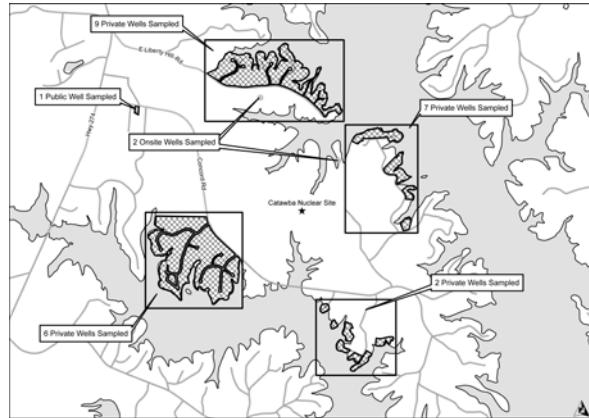 9 Private Wells Sampled
E Liberty Hill Rd
1 Public Well Sampled
7 Private Wells Sampled
Hwy 274
2 Onsite Wells Sampled
Concord Rd
Catawba Nuclear Site
2 Private Wells Sampled
6 Private Wells Sampled